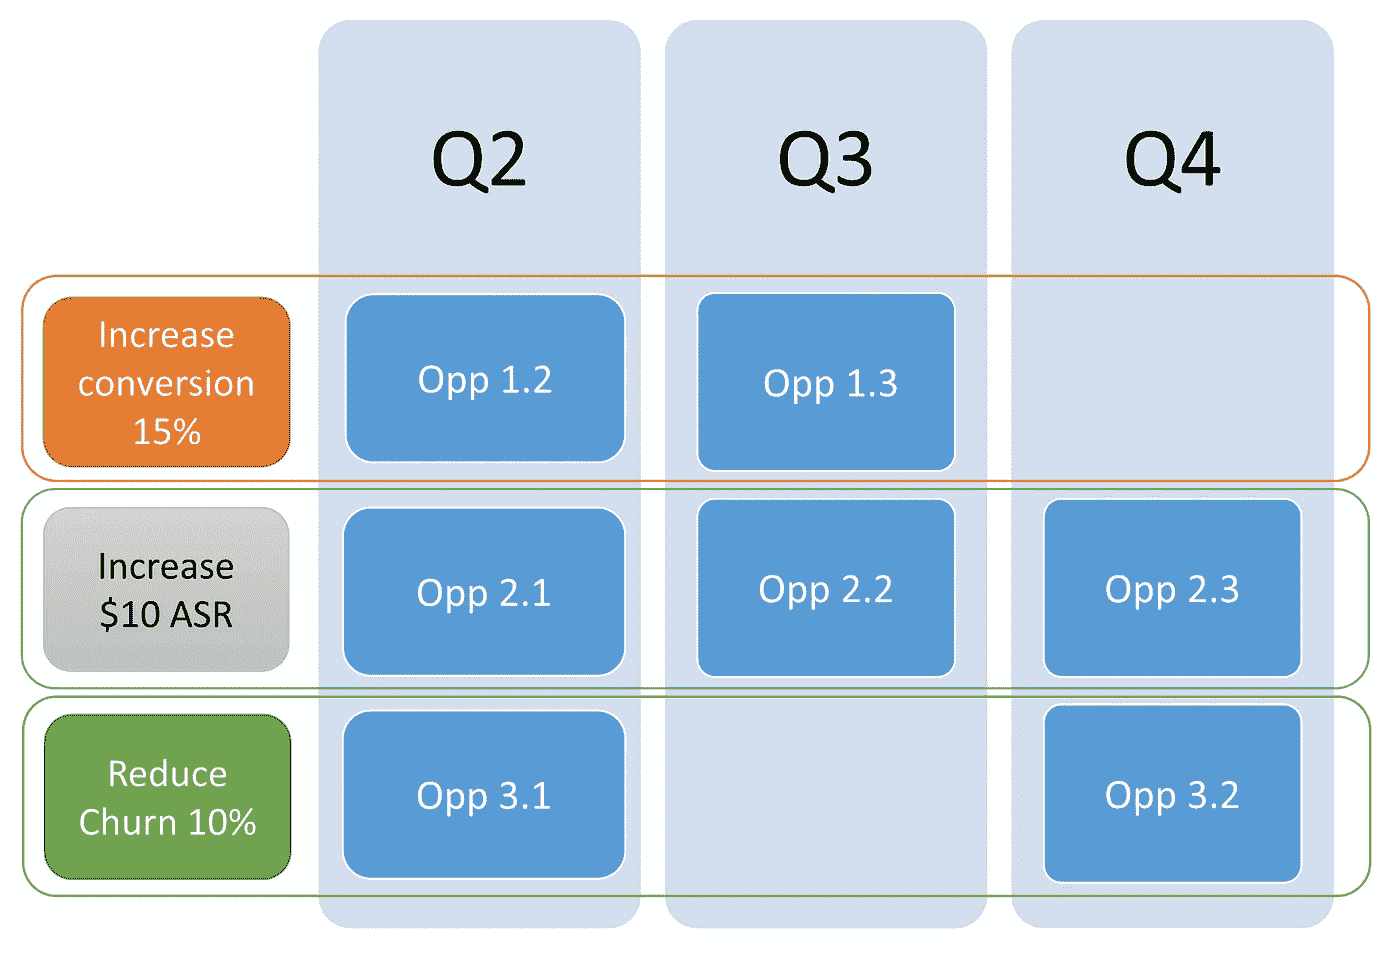 Q2
Q3
Q4
Increase
conversion
15%
Opp 1.2
Opp 1.3
Increase
$10 ASR
Opp 2.1
Opp 2.2
Opp 2.3
Reduce
Churn 10%
Opp 3.1
Opp 3.2